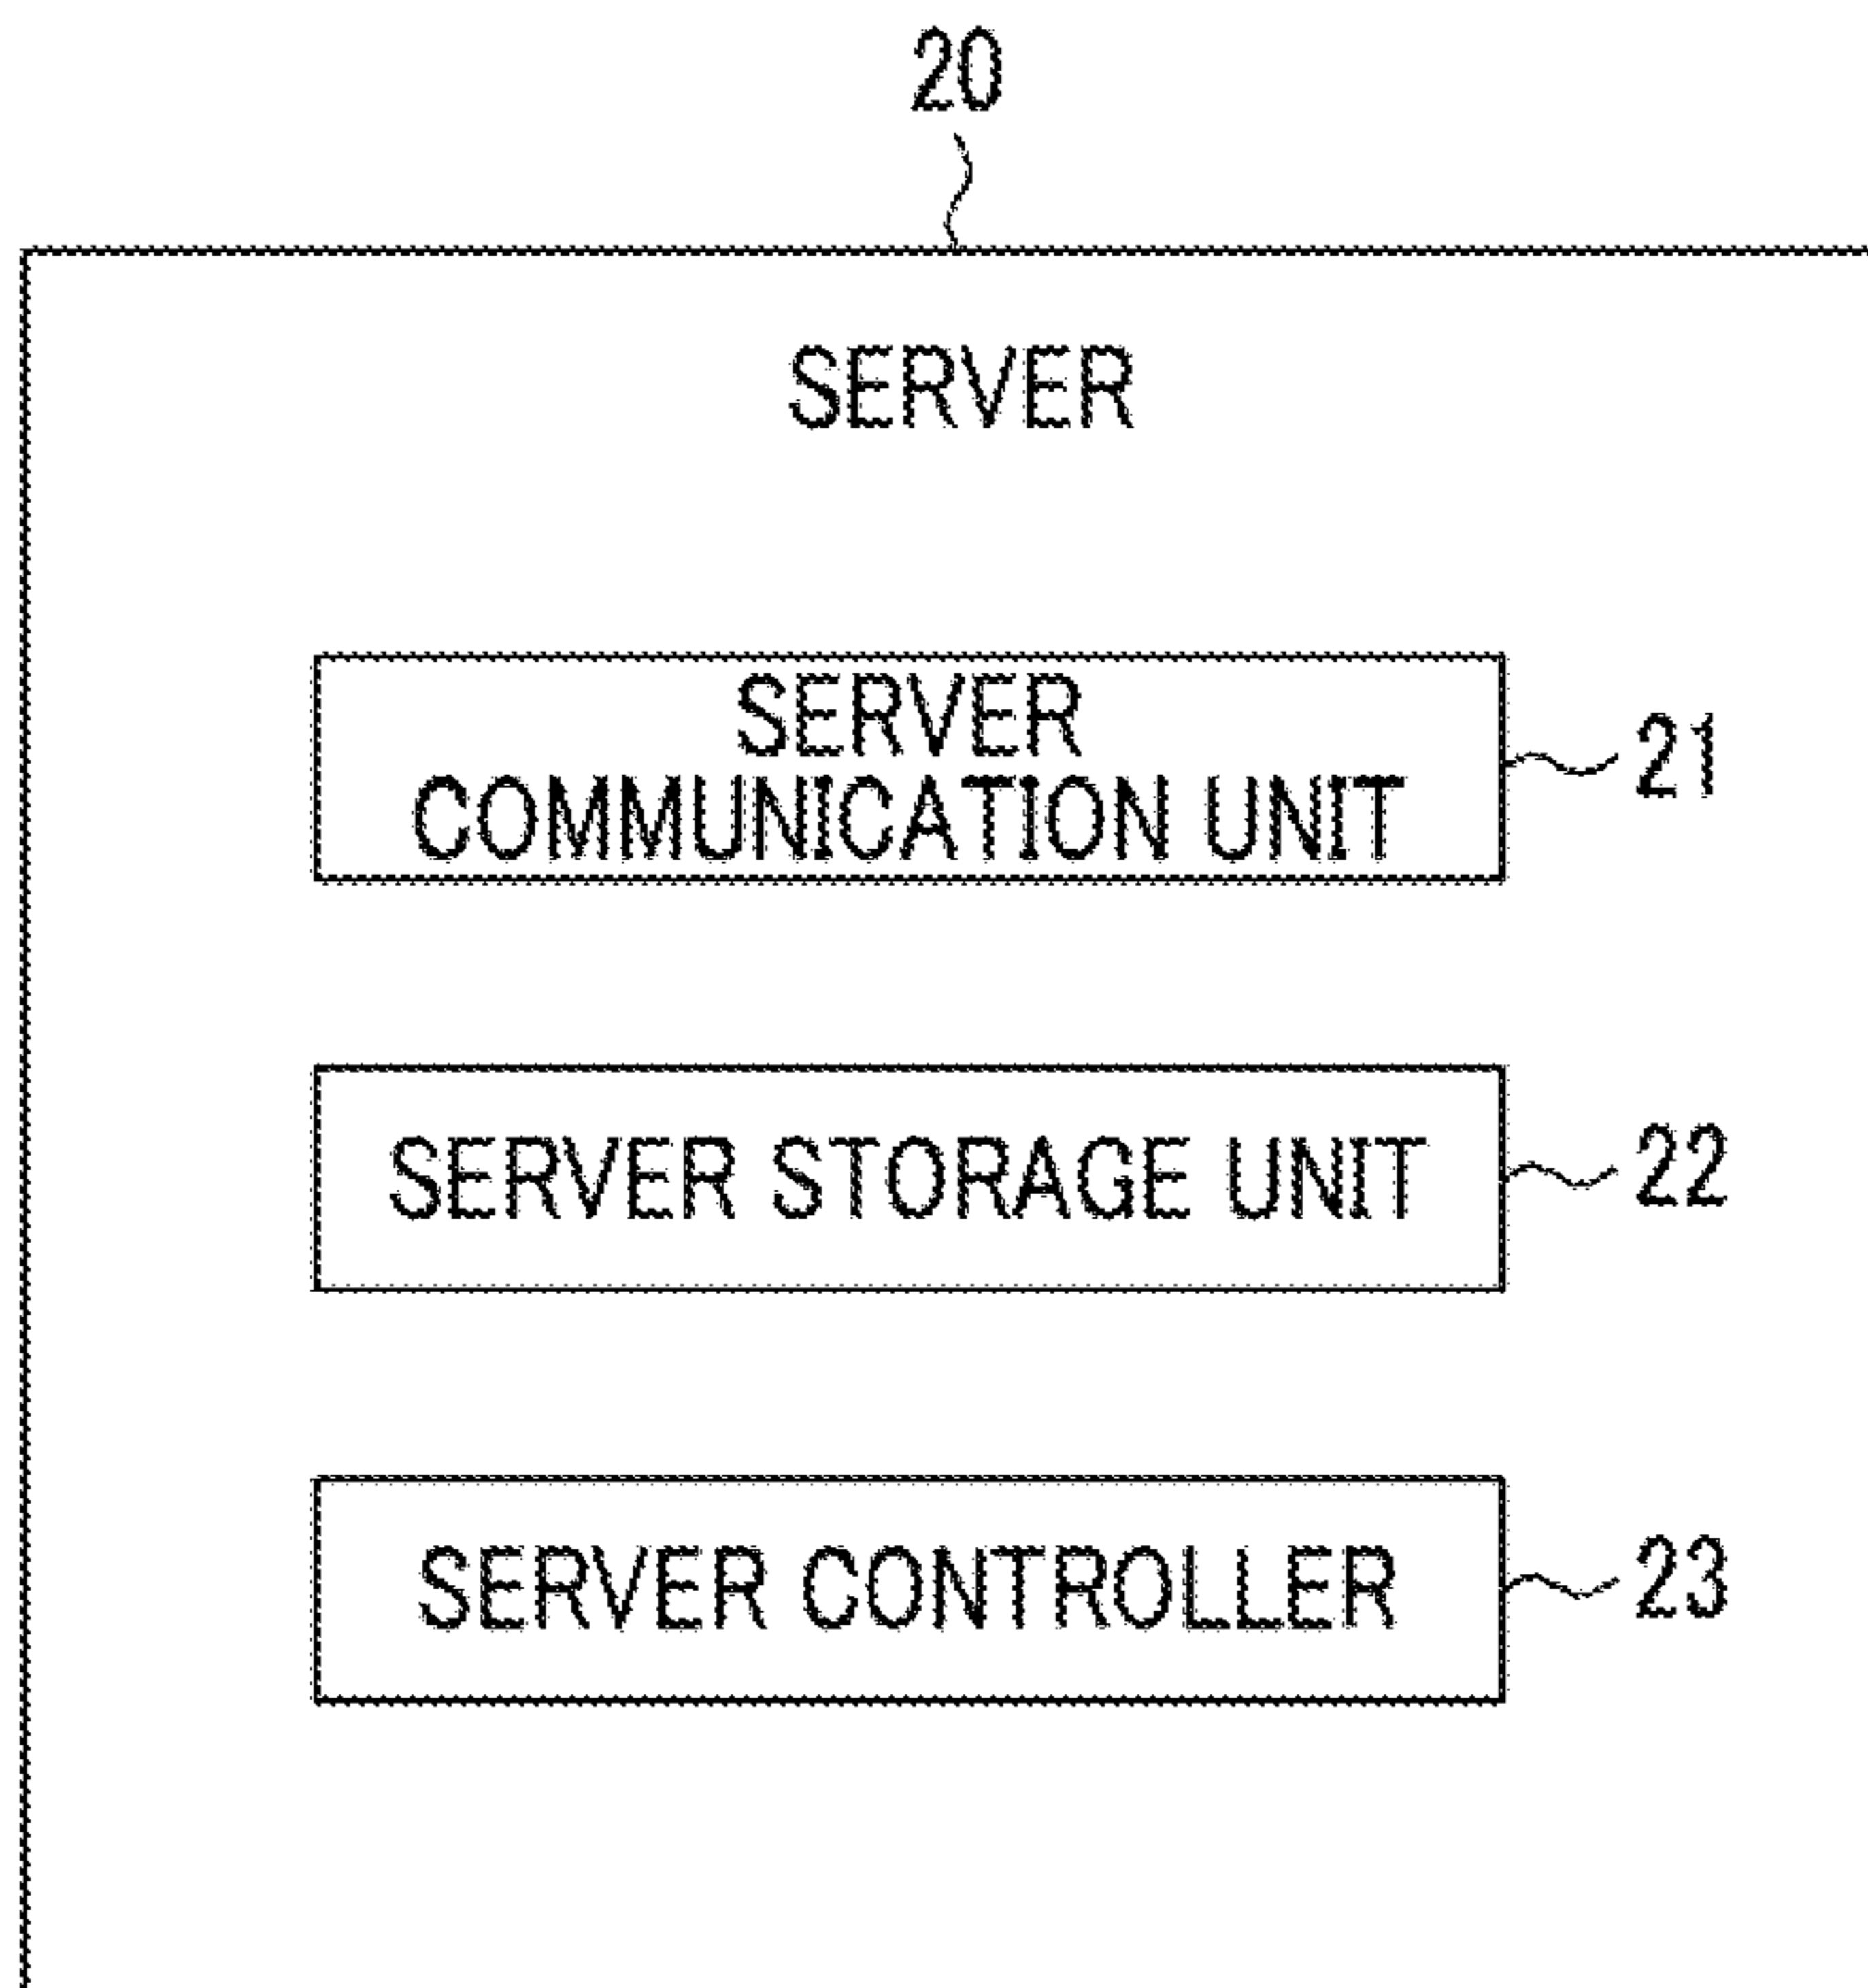 20
SERVER
SERVER
COMMUNICATION UNIT
21
SERVER STORAGE UNIT
22
SERVER CONTROLLER
23